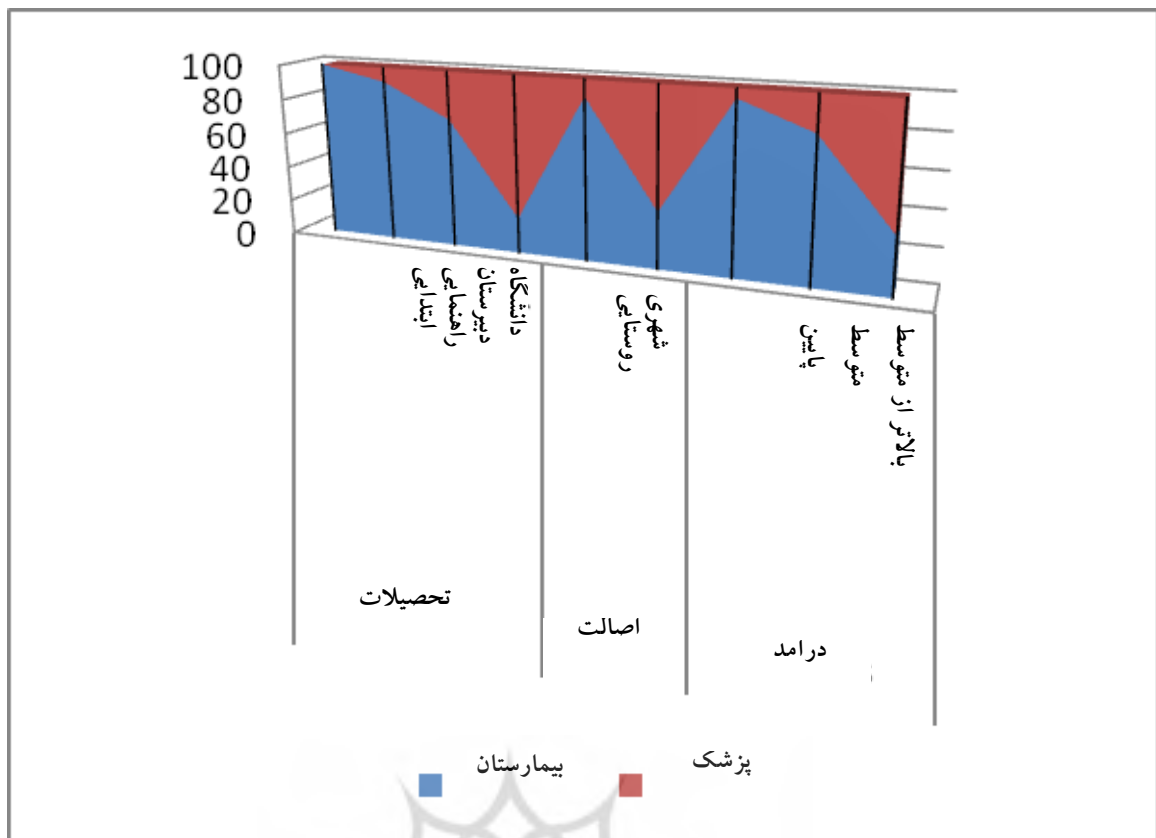 100
80
60
40
20
0
ابتدایی
راهنمایی
دبیرستان
دانشگاه
روستایی
شهری
پایین
متوسط
بالاتر از متوسط
تحصیلات
اصالت
درامد
بیمارستان
پزشک